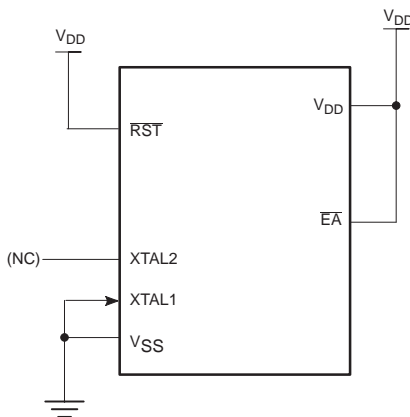 VDD
VDD
VDD
RST
EA
(NC)
XTAL2
XTAL1
VSS